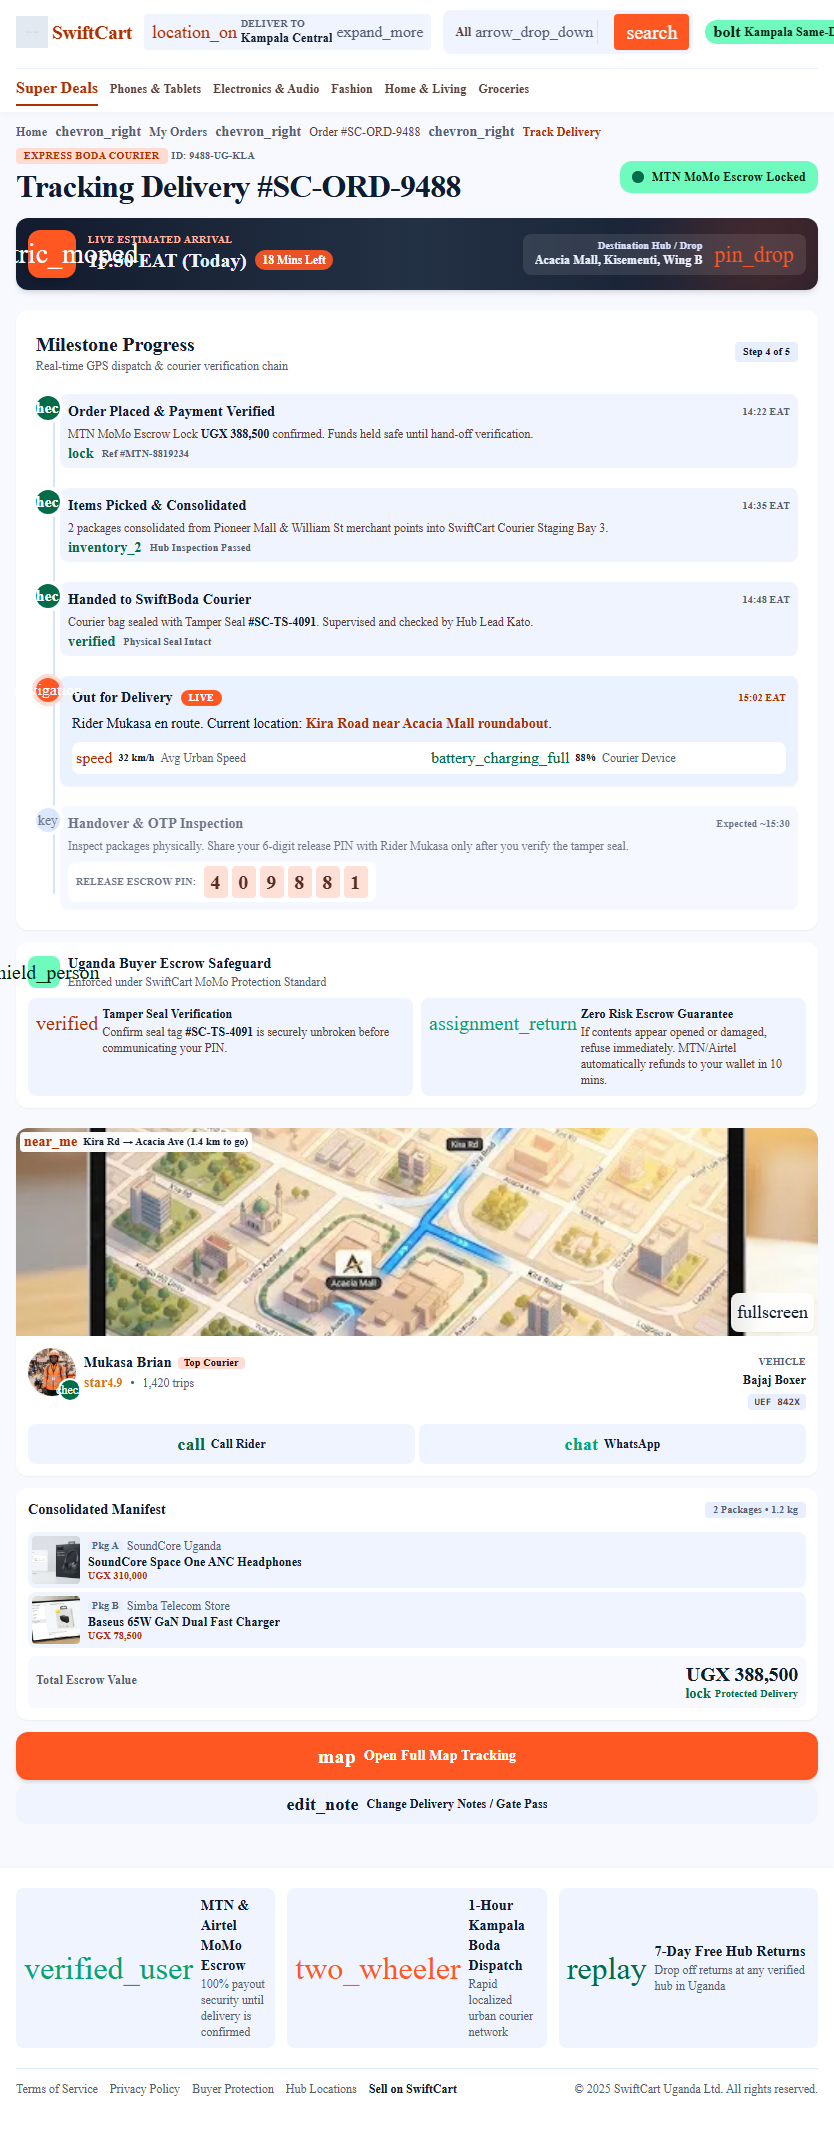 SwiftCart
location_on
DELIVER TO
Kampala Central
expand_more
All arrow_drop_down
search
bolt Kampala Same-D
Super Deals Phones & Tablets Electronics & Audio Fashion Home & Living Groceries
Home chevron_right My Orders chevron_right Order #SC-ORD-9488 chevron_right Track Delivery
EXPRESS BODA COURIER ID: 9488-UG-KLA
Tracking Delivery #SC-ORD-9488
MTN MoMo Escrow Locked
tric_moped
LIVE ESTIMATED ARRIVAL
15:30 EAT (Today) 18 Mins Left
Destination Hub / Drop
Acacia Mall, Kisementi, Wing B
pin_drop
Milestone Progress
Real-time GPS dispatch & courier verification chain
Step 4 of 5
hec
Order Placed & Payment Verified
14:22 EAT
MTN MoMo Escrow Lock UGX 388,500 confirmed. Funds held safe until hand-off verification.
lock Ref #MTN-8819234
hec
Items Picked & Consolidated
14:35 EAT
2 packages consolidated from Pioneer Mall & William St merchant points into SwiftCart Courier Staging Bay 3.
inventory_2 Hub Inspection Passed
hec
Handed to SwiftBoda Courier
14:48 EAT
Courier bag sealed with Tamper Seal #SC-TS-4091. Supervised and checked by Hub Lead Kato.
verified Physical Seal Intact
vigati
Out for Delivery LIVE
15:02 EAT
Rider Mukasa en route. Current location: Kira Road near Acacia Mall roundabout.
speed 32 km/h Avg Urban Speed
battery_charging_full 88% Courier Device
key
Handover & OTP Inspection
Expected ~15:30
Inspect packages physically. Share your 6-digit release PIN with Rider Mukasa only after you verify the tamper seal.
RELEASE ESCROW PIN: 4 0 9 8 8 1
hield_person
Uganda Buyer Escrow Safeguard
Enforced under SwiftCart MoMo Protection Standard
verified
Tamper Seal Verification
Confirm seal tag #SC-TS-4091 is securely unbroken before
communicating your PIN.
assignment_return
Zero Risk Escrow Guarantee
If contents appear opened or damaged,
refuse immediately. MTN/Airtel
automatically refunds to your wallet in 10
mins.
near_me Kira Rd → Acacia Ave (1.4 km to go)
Kira Rd
Acacia Mall
Kira Road
fullscreen
hec
Mukasa Brian Top Courier
star4.9 • 1,420 trips
VEHICLE
Bajaj Boxer
UEF 842X
call Call Rider
chat WhatsApp
Consolidated Manifest
2 Packages • 1.2 kg
Pkg A SoundCore Uganda
SoundCore Space One ANC Headphones
UGX 310,000
Pkg B Simba Telecom Store
Baseus 65W GaN Dual Fast Charger
UGX 78,500
Total Escrow Value
UGX 388,500
lock Protected Delivery
map Open Full Map Tracking
edit_note Change Delivery Notes / Gate Pass
verified_user
MTN &
Airtel
MoMo
Escrow
100% payout
security until
delivery is
confirmed
two_wheeler
1-Hour
Kampala
Boda
Dispatch
Rapid
localized
urban courier
network
replay
7-Day Free Hub Returns
Drop off returns at any verified
hub in Uganda
Terms of Service Privacy Policy Buyer Protection Hub Locations Sell on SwiftCart
© 2025 SwiftCart Uganda Ltd. All rights reserved.